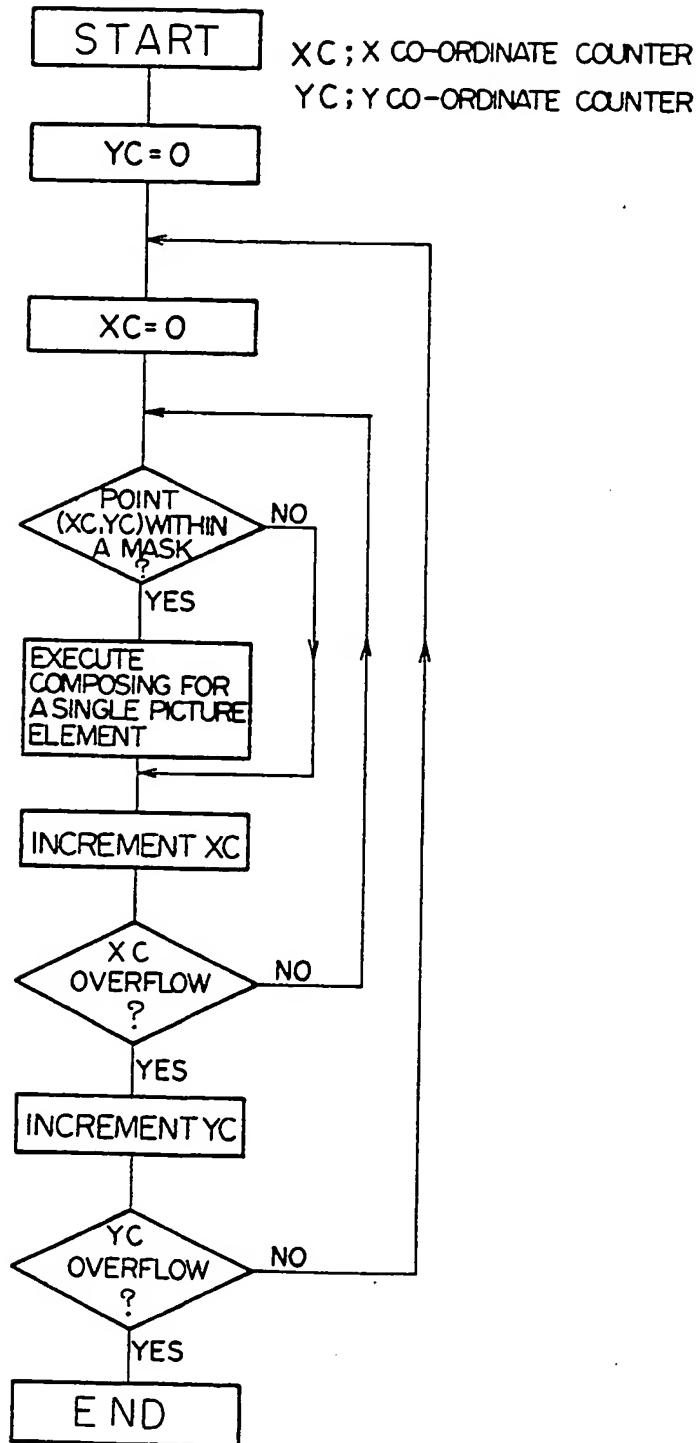 START
XC; X CO-ORDINATE COUNTER
YC; Y CO-ORDINATE COUNTER
YC=0
XC=0
POINT
(XC.YC) WITHIN
A MASK
?
NO
YES
EXECUTE
COMPOSING FOR
A SINGLE PICTURE
ELEMENT
INCREMENT XC
XC
OVERFLOW
?
NO
YES
INCREMENT YC
YC
OVERFLOW
?
NO
YES
END